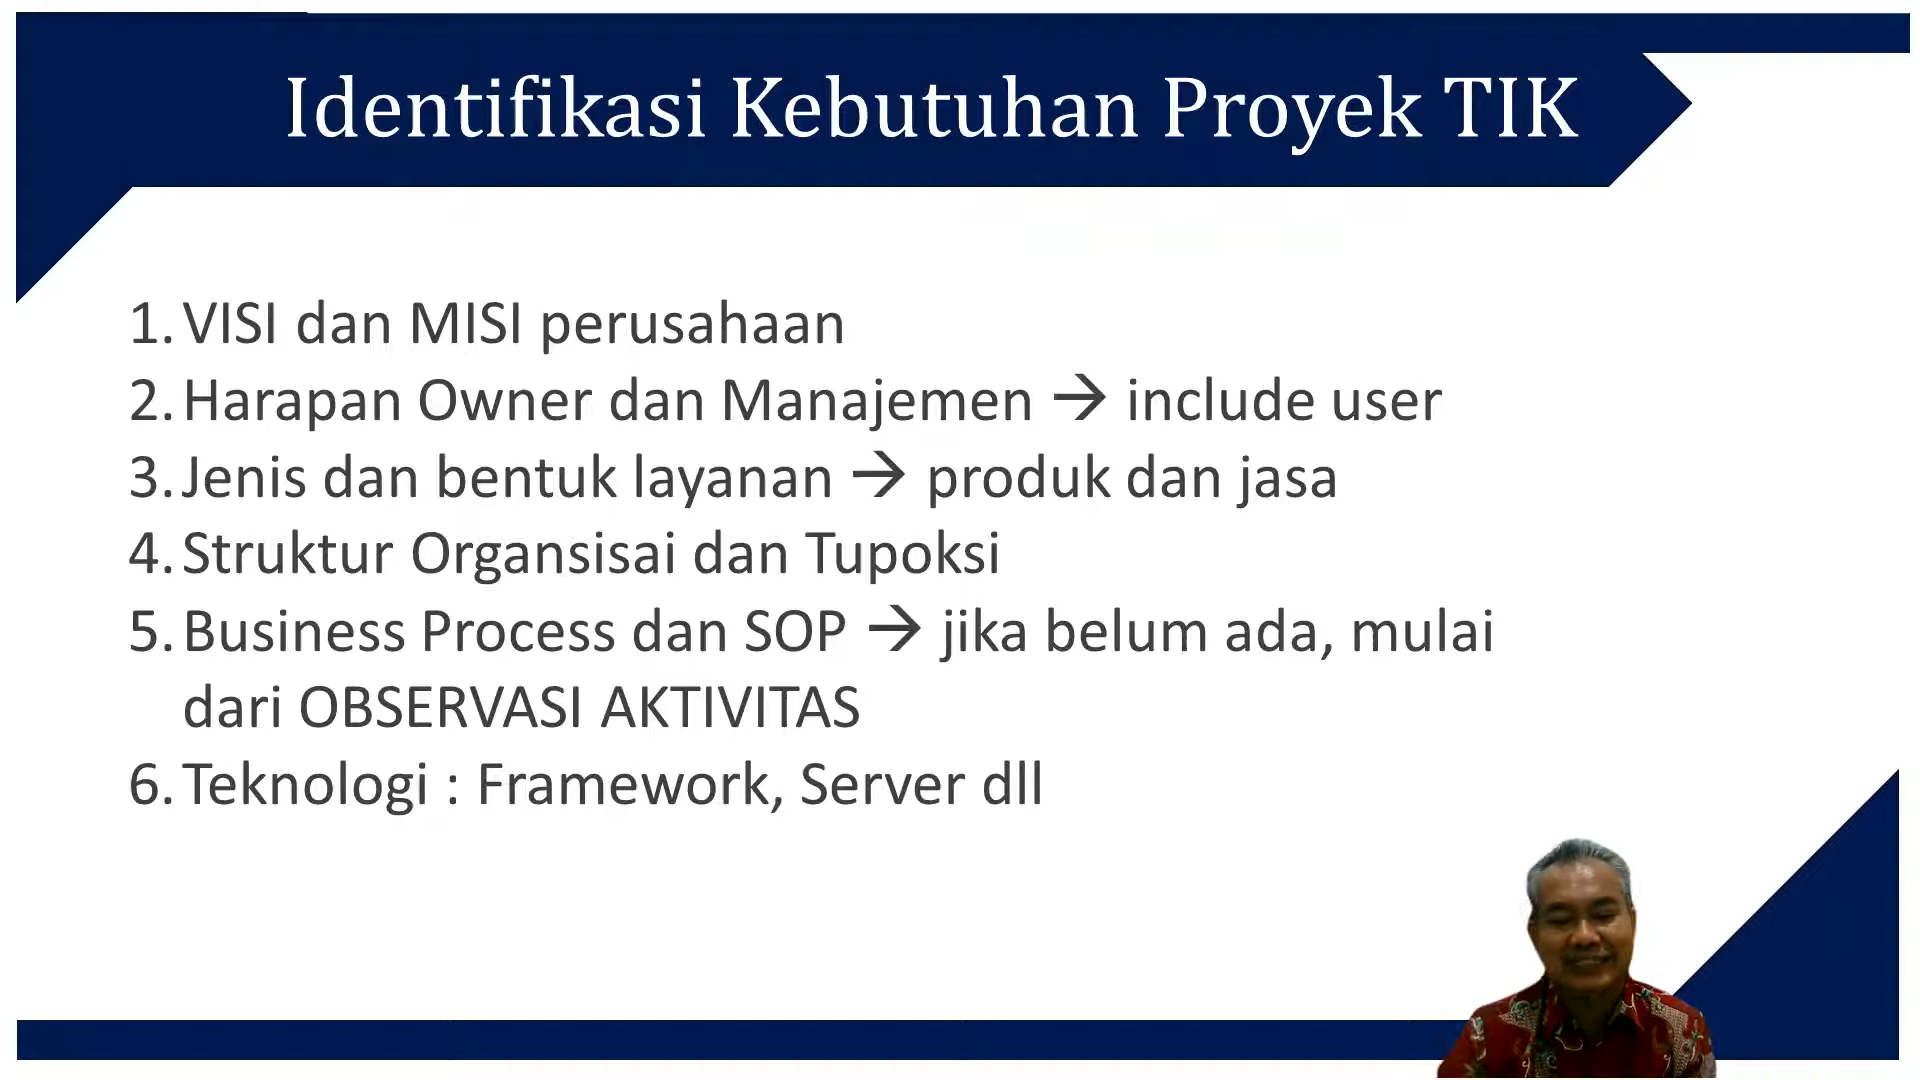 Identifikasi Kebutuhan Proyek TIK
1. VISI dan MISI perusahaan
2. Harapan Owner dan Manajemen → include user
3. Jenis dan bentuk layanan → produk dan jasa
4. Struktur Organsisai dan Tupoksi
5. Business Process dan SOP → jika belum ada, mulai
dari OBSERVASI AKTIVITAS
6. Teknologi : Framework, Server dll